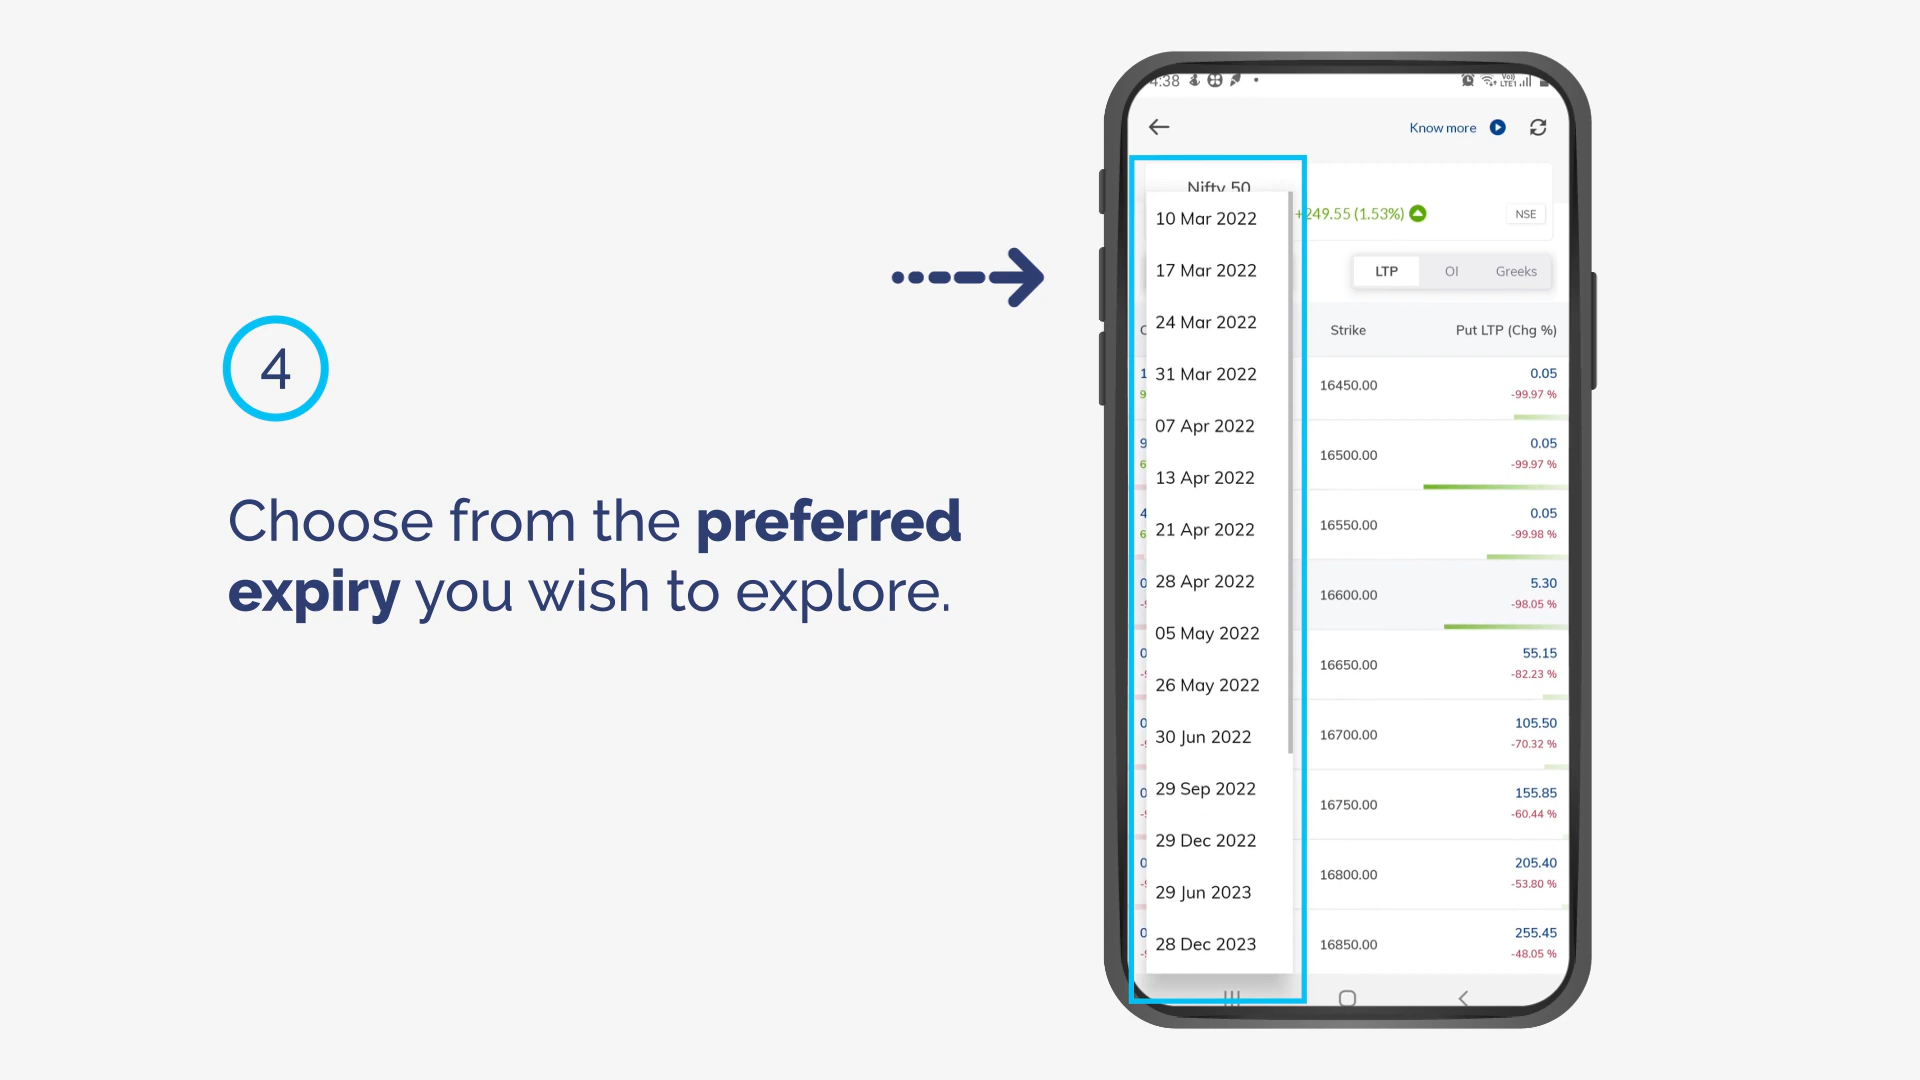 4
Choose from the preferred
expiry you wish to explore.
4:38
Know more
Nifty 50
+249.55 (1.53%)
NSE
10 Mar 2022
17 Mar 2022
24 Mar 2022
31 Mar 2022
07 Apr 2022
13 Apr 2022
21 Apr 2022
28 Apr 2022
05 May 2022
26 May 2022
30 Jun 2022
29 Sep 2022
29 Dec 2022
29 Jun 2023
28 Dec 2023
LTP OI Greeks
Strike Put LTP (Chg %)
16450.00 0.05
-99.97 %
16500.00 0.05
-99.97 %
16550.00 0.05
-99.98 %
16600.00 5.30
-98.05 %
16650.00 55.15
-82.23 %
16700.00 105.50
-70.32 %
16750.00 155.85
-60.44 %
16800.00 205.40
-53.80 %
16850.00 255.45
-48.05 %